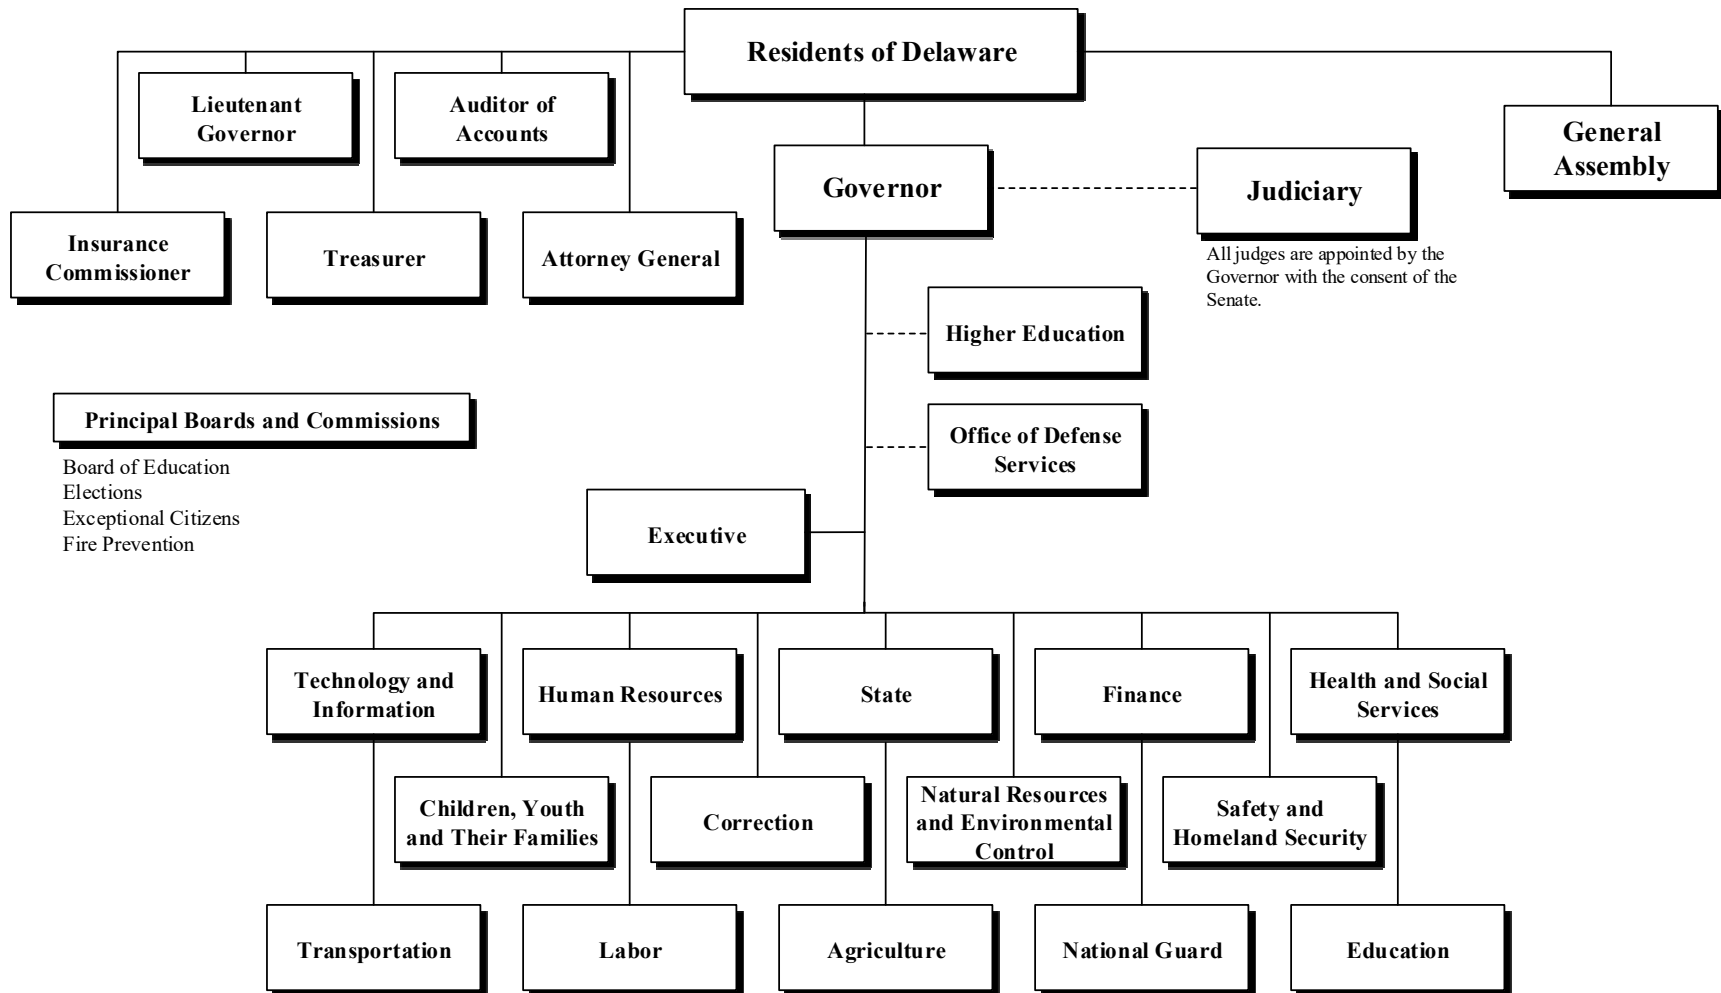 Residents of Delaware
Lieutenant
Governor
Auditor of
Accounts
General
Assembly
Governor
Judiciary
Insurance
Commissioner
Treasurer
Attorney General
All judges are appointed by the
Governor with the consent of the
Senate.
Higher Education
Principal Boards and Commissions
Board of Education
Elections
Exceptional Citizens
Fire Prevention
Office of Defense
Services
Executive
Technology and
Information
Human Resources
State
Finance
Health and Social
Services
Children, Youth
and Their Families
Correction
Natural Resources
and Environmental
Control
Safety and
Homeland Security
Transportation
Labor
Agriculture
National Guard
Education